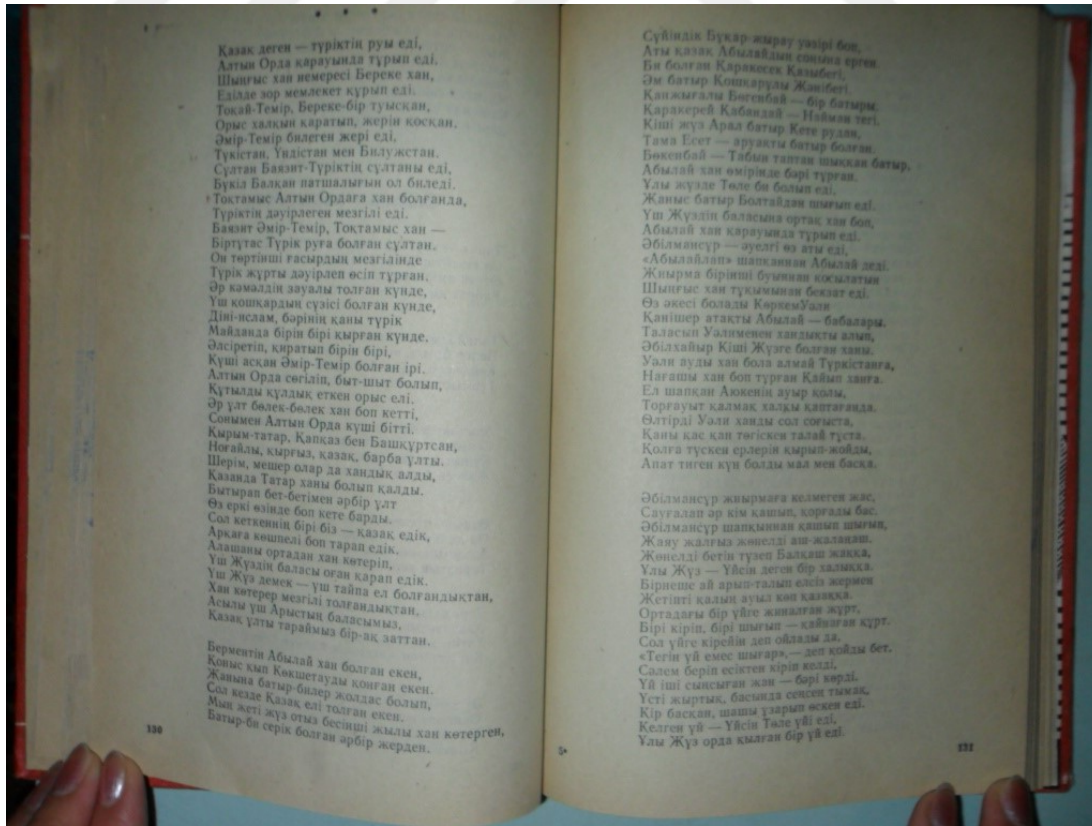 * * *
Қазақ деген — түріктің руы еді,
Алтын Орда қарауында тұрып еді.
Шыңғыс хан немересі Береке хан,
Еділде зор мемлекет құрып еді.
Тоқай-Темір, Береке-бір туысқан,
Орыс халқын қаратып, жерін қосқан.
Әмір-Темір билеген жері еді,
Түкістан, Үндістан мен Билужстан.
Сұлтан Баязит-Түріктің сұлтаны еді,
Бүкіл Балқан патшалығын ол биледі.
Тоқтамыс Алтын Ордаға хан болғанда,
Түріктің дәуірлеген мезгілі еді.
Баязит Әмір-Темір, Тоқтамыс хан —
Біртұтас Түрік руға болған сұлтан.
Он төртінші ғасырдың мезгілінде
Түрік жұрты дәуірлеп өсіп тұрған.
Әр кәмәлдің зауалы толған күнде,
Үш қошқардың сүзісі болған күнде,
Діні-ислам, бәрінің қаны түрік
Майданда бірін бірі қырған күнде.
Әлсіретіп, қиратып бірін бірі,
Күші асқан Әмір-Темір болған ірі.
Алтын Орда сөгіліп, быт-шыт болып,
Құтылды құлдық еткен орыс елі.
Әр ұлт бөлек-бөлек хан боп кетті,
Сонымен Алтын Орда күші бітті.
Қырым-татар, Қапқаз бен Башқұртсан,
Ноғайлы, қырғыз, қазақ, барба ұлты.
Шерім, мешер олар да хандық алды,
Қазанда Татар ханы болып қалды.
Бытырап бет-бетімен әрбір ұлт
Өз еркі өзінде боп кете барды.
Сол кеткеннің бірі біз — қазақ едік,
Арқаға көшпелі боп тарап едік.
Алашаны ортадан хан көтеріп,
Үш Жүздің баласы оған қарап едік.
Үш Жүз демек — үш тайпа ел болғандықтан,
Хан көтерер мезгілі толғандықтан.
Асылы үш Арыстың баласымыз,
Қазақ ұлты тараймыз бір-ақ заттан.
Берментін Абылай хан болған екен,
Қоныс қып Көкшетауды қонған екен.
Жанына батыр-билер жолдас болып,
Сол кезде Қазақ елі толған екен.
Мың жеті жүз отыз бесінші жылы хан көтерген,
Батыр-би серік болған әрбір жерден.
130
Сүйіндік Бұқар-жырау уәзірі боп,
Аты қазақ Абылайдың соңына ерген.
Би болған Қаракесек Қазыбегі,
Әм батыр Қошқарұлы Жәнібегі.
Қанжығалы Бөгенбай — бір батыры,
Қаракерей Қабандай — Найман тегі.
Кіші жүз Арал батыр Кете рудан,
Тама Есет — аруақты батыр болған.
Бөкенбай — Табын таптан шыққан батыр,
Абылай хан өмірінде бәрі тұрған.
Ұлы жүзде Төле би болып еді,
Жаныс батыр Болтайдан шығып еді.
Үш Жүздің баласына ортақ хан боп,
Абылай хан қарауында тұрып еді.
Әбілмансұр — әуелгі өз аты еді,
«Абылайлап» шапқаннан Абылай деді.
Жиырма бірінші буыннан қосылатын
Шыңғыс хан тұқымынан бекзат еді.
Өз әкесі болады КөркемУәли
Қанішер атақты Абылай — бабалары.
Таласып Уәлименен хандықты алып,
Әбілхайыр Кіші Жүзге болған ханы.
Уәли ауды хан бола алмай Түркістанға,
Нағашы хан боп тұрған Қайып ханға.
Ел шапқан Аюкенің ауыр қолы,
Торғауыт қалмақ халқы қаптағанда.
Өлтірді Уәли ханды сол соғыста,
Қаны қас қан төгіскен талай тұста.
Қолға түскен ерлерін қырып-жойды,
Апат тиген күн болды мал мен басқа.
Әбілмансұр жиырмаға келмеген жас,
Сауғалап әр кім қашып, қорғады бас.
Әбілмансұр шапқыннан қашып шығып,
Жаяу жалғыз жөнелді аш-жалаңаш.
Жөнелді бетін түзеп Балқаш жаққа,
Ұлы Жүз — Үйсін деген бір халыққа.
Бірнеше ай арып-талып елсіз жермен
Жетіпті қалың ауыз көп қазаққа.
Ортадағы бір үйге жиналған жұрт,
Бірі кіріп, бірі шығып — қайнаған құрт.
Сол үйге кірейін деп ойлады да.
«Тегін үй емес шығар»,— деп қойды бет.
Сәлем беріп есіктен кіріп келді,
Үй іші сыңсыған жан — бәрі көрді.
Үсті жыртық, басында сеңсең тымақ,
Кір басқан, шашы ұзарып өскен еді.
Келген үй — Үйсін Төле үйі еді,
Ұлы Жүз орда қылған бір үй еді.
5*
131